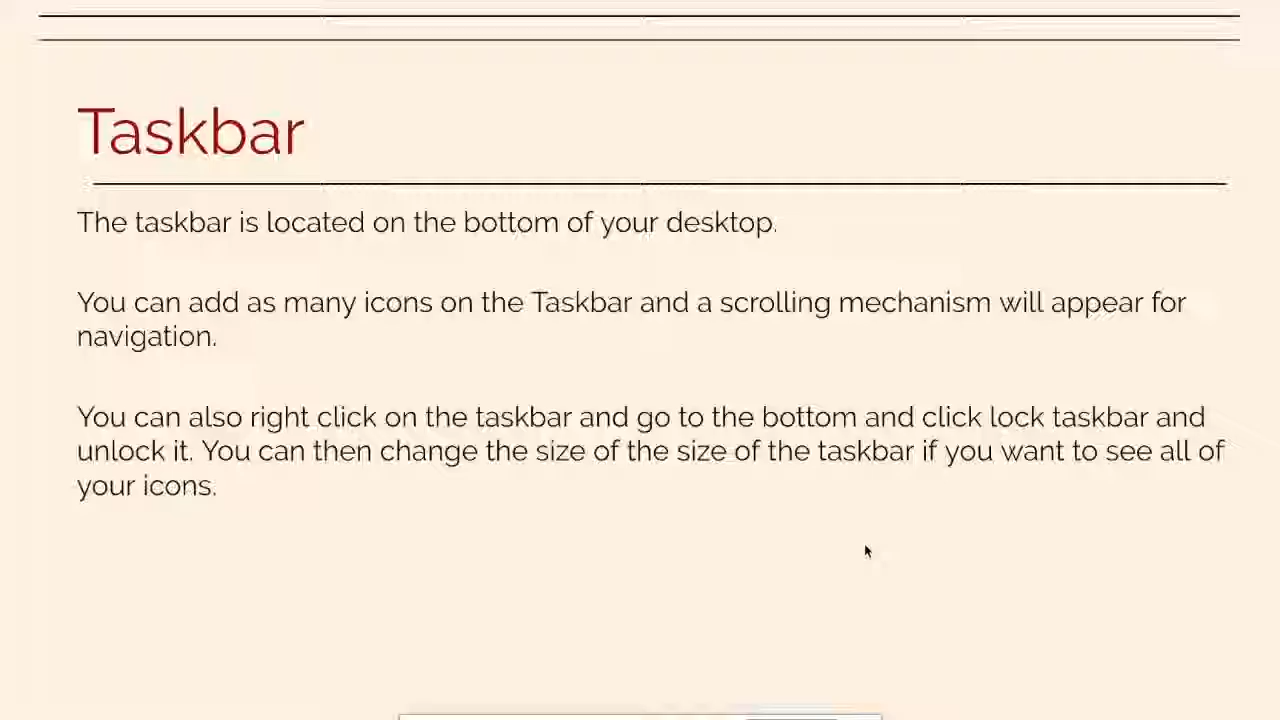 Taskbar
The taskbar is located on the bottom of your desktop.
You can add as many icons on the Taskbar and a scrolling mechanism will appear for
navigation.
You can also right click on the taskbar and go to the bottom and click lock taskbar and
unlock it. You can then change the size of the size of the taskbar if you want to see all of
your icons.